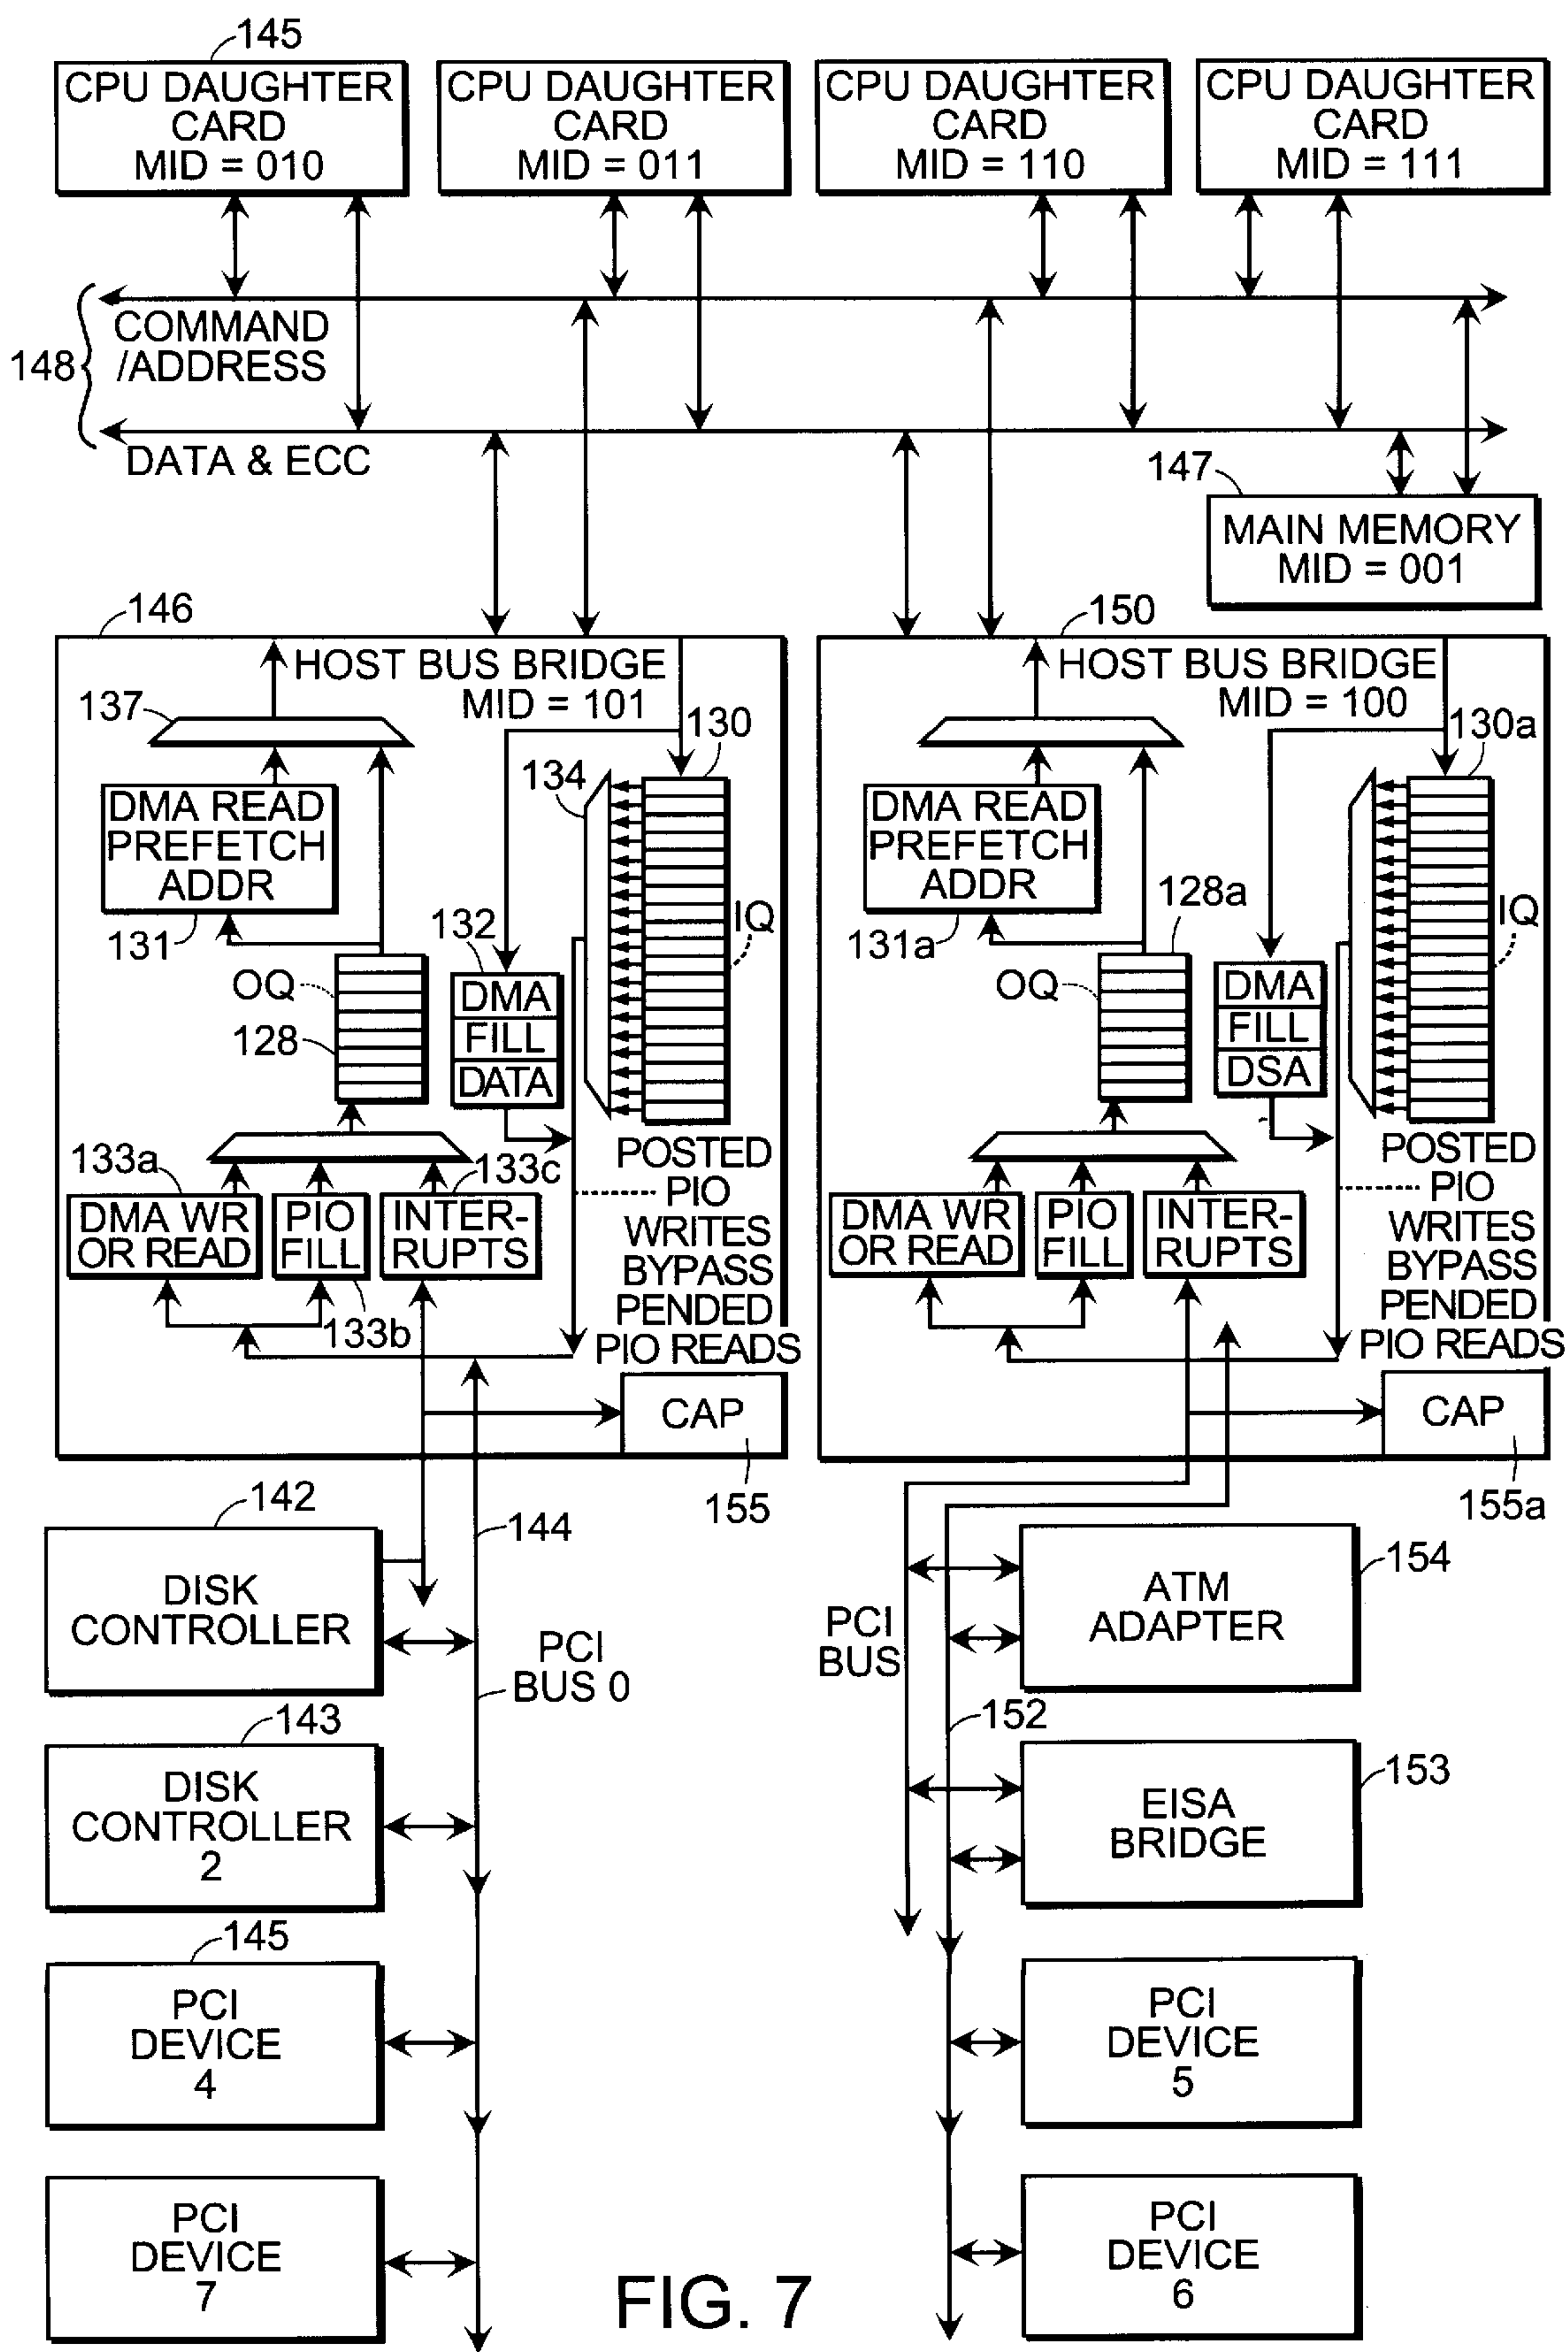 145
CPU DAUGHTER
CARD
MID = 010
CPU DAUGHTER
CARD
MID = 011
CPU DAUGHTER
CARD
MID = 110
CPU DAUGHTER
CARD
MID = 111
148
COMMAND
/ADDRESS
DATA & ECC
147
MAIN MEMORY
MID = 001
146
HOST BUS BRIDGE
MID = 101
137
130
134
DMA READ
PREFETCH
ADDR
131
132
IQ
OQ
128
DMA
FILL
DATA
133a
133c
DMA WR
OR READ
PIO
FILL
INTER-
RUPTS
133b
POSTED
PIO
WRITES
BYPASS
PENDED
PIO READS
CAP
155
150
HOST BUS BRIDGE
MID = 100
130a
DMA READ
PREFETCH
ADDR
131a
128a
IQ
OQ
DMA
FILL
DSA
DMA WR
OR READ
PIO
FILL
INTER-
RUPTS
POSTED
PIO
WRITES
BYPASS
PENDED
PIO READS
CAP
155a
142
DISK
CONTROLLER
144
PCI
BUS 0
143
DISK
CONTROLLER
2
145
PCI
DEVICE
4
PCI
DEVICE
7
PCI
BUS
154
ATM
ADAPTER
152
153
EISA
BRIDGE
PCI
DEVICE
5
PCI
DEVICE
6
FIG. 7